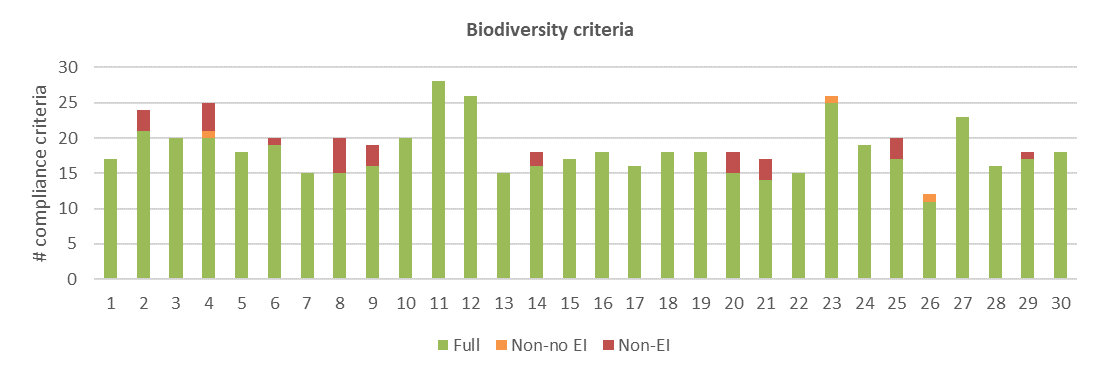 Biodiversity criteria
# compliance criteria
30
25
20
15
10
5
0
1 2 3 4 5 6 7 8 9 10 11 12 13 14 15 16 17 18 19 20 21 22 23 24 25 26 27 28 29 30
Full Non-no EI Non-EI